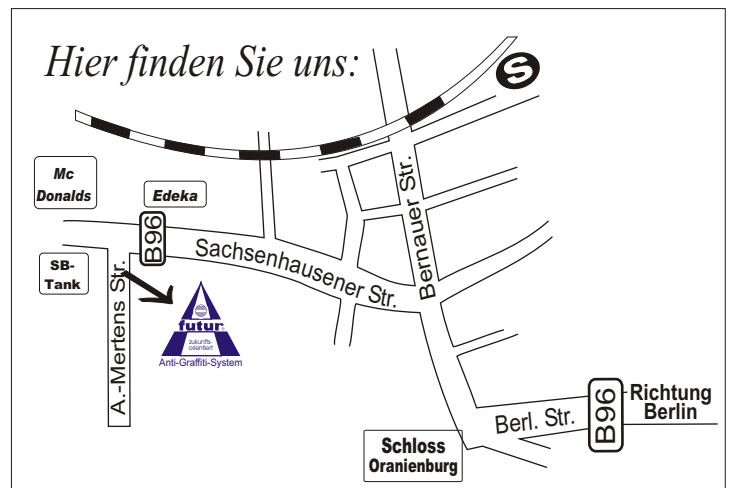 Hier finden Sie uns:
S
Mc
Donalds
Edeka
B96
Sachsenhausener Str.
Bernauer Str.
SB-
Tank
A.-Mertens Str.
futur®
zukunfts-
orientiert
Anti-Graffiti-System
Schloss
Oranienburg
Berl. Str.
B96
Richtung
Berlin